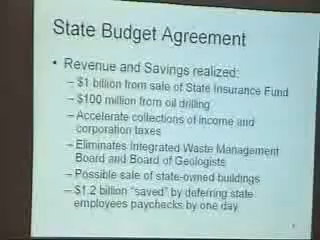 State Budget Agreement
• Revenue and Savings realized:
– $1 billion from sale of State Insurance Fund
– $100 million from oil drilling
– Accelerate collections of income and
corporation taxes
– Eliminates Integrated Waste Management
Board and Board of Geologists
– Possible sale of state-owned buildings
– $1.2 billion “saved” by deferring state
employees paychecks by one day